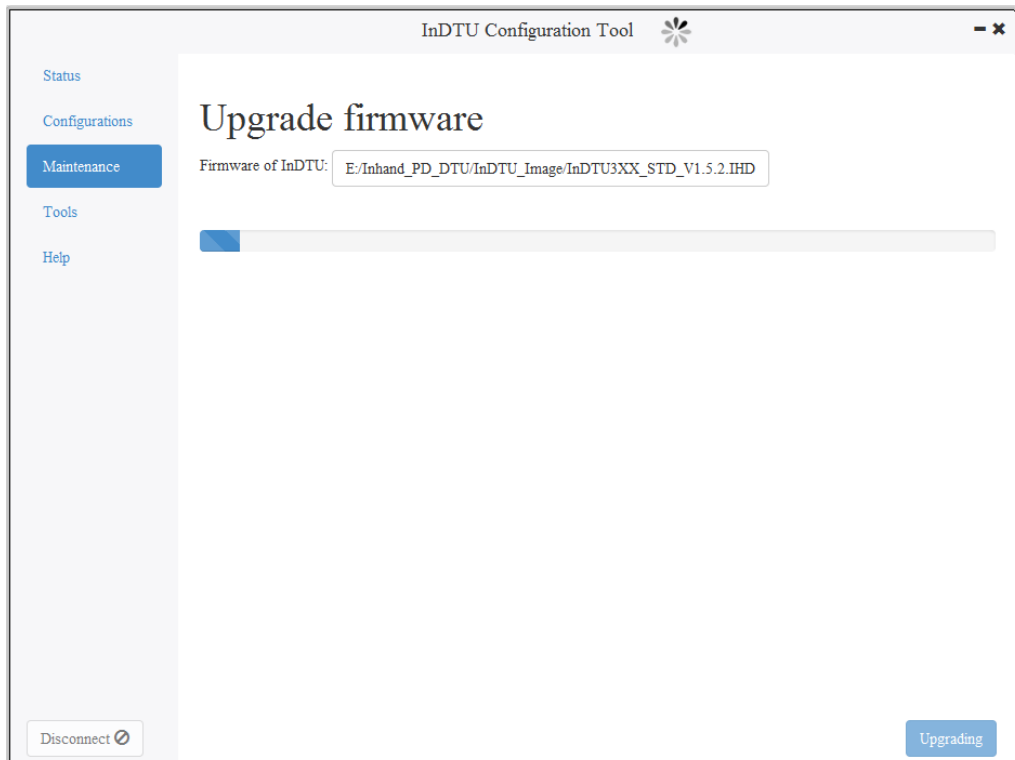 InDTU Configuration Tool
Status
Configurations
Maintenance
Tools
Help
Upgrade firmware
Firmware of InDTU: E:/Inhand_PD_DTU/InDTU_Image/InDTU3XX_STD_V1.5.2.IHD
Disconnect
Upgrading